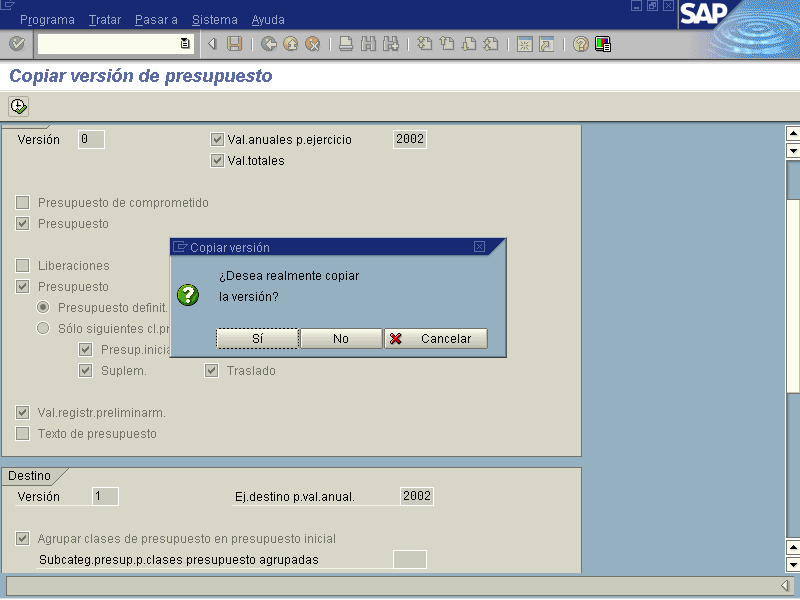 Programa Tratar Pasar a Sistema Ayuda
SAP
Copiar versión de presupuesto
Versión 0 Val.anuales p.ejercicio 2002
Val.totales
Presupuesto de comprometido
Presupuesto
Liberaciones
Presupuesto
Presupuesto definit.
Sólo siguientes cl.pr
Presup.inicia
Suplem. Traslado
Val.registr.preliminarm.
Texto de presupuesto
Copiar versión
¿Desea realmente copiar
la versión?
Sí No Cancelar
Destino
Versión 1 Ej.destino p.val.anual. 2002
Agrupar clases de presupuesto en presupuesto inicial
Subcateg.presup.p.clases presupuesto agrupadas